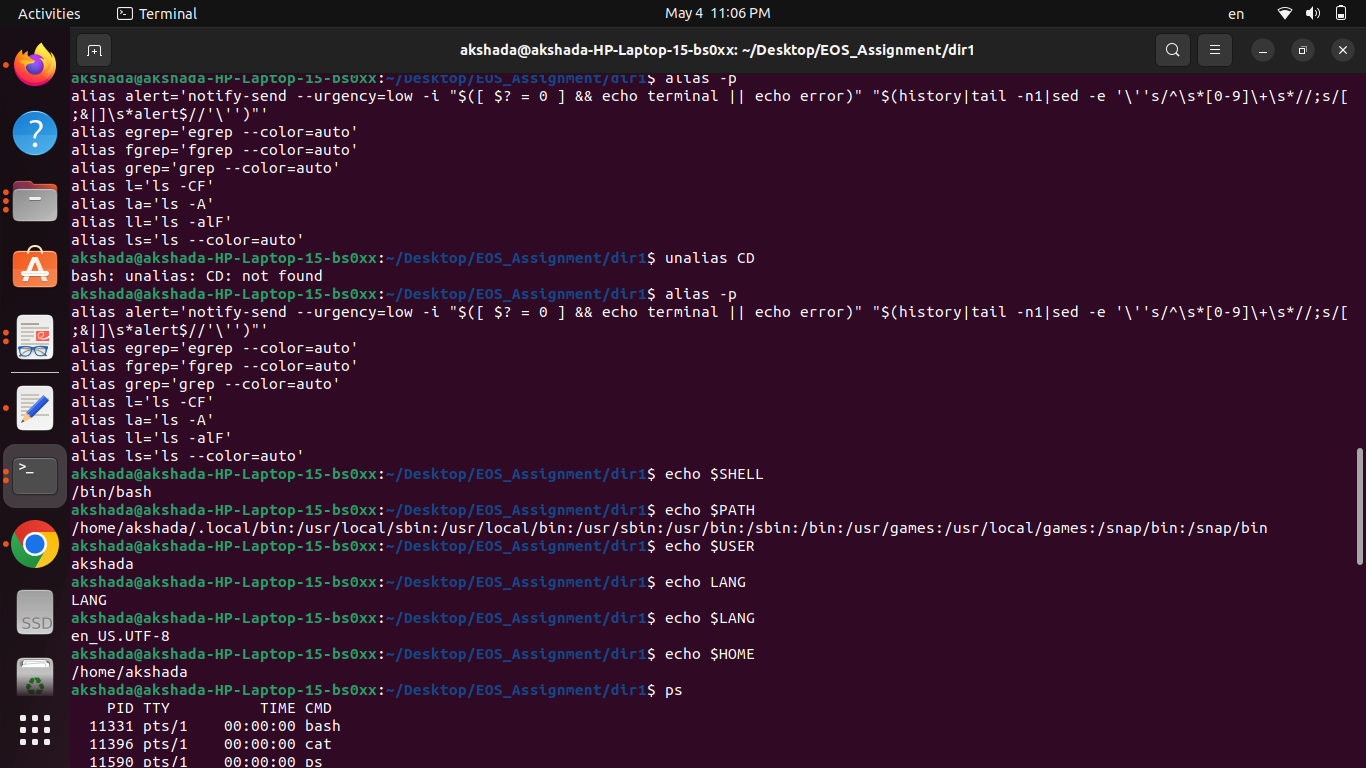 Activities
Terminal
May 4 11:06 PM
en
akshada@akshada-HP-Laptop-15-bs0xx: ~/Desktop/EOS_Assignment/dir1
akshada@akshada-HP-Laptop-15-bs0xx:~/Desktop/EOS_Assignment/dir1$ alias -p
alias alert='notify-send --urgency=low -i "$([ $? = 0 ] && echo terminal || echo error)" "$(history|tail -n1|sed -e '\''s/^\s*[0-9]\+\s*//;s/[
;&|]\s*alert$//'\'')"'
alias egrep='egrep --color=auto'
alias fgrep='fgrep --color=auto'
alias grep='grep --color=auto'
alias l='ls -CF'
alias la='ls -A'
alias ll='ls -alF'
alias ls='ls --color=auto'
akshada@akshada-HP-Laptop-15-bs0xx:~/Desktop/EOS_Assignment/dir1$ unalias CD
bash: unalias: CD: not found
akshada@akshada-HP-Laptop-15-bs0xx:~/Desktop/EOS_Assignment/dir1$ alias -p
alias alert='notify-send --urgency=low -i "$([ $? = 0 ] && echo terminal || echo error)" "$(history|tail -n1|sed -e '\''s/^\s*[0-9]\+\s*//;s/[
;&|]\s*alert$//'\'')"'
alias egrep='egrep --color=auto'
alias fgrep='fgrep --color=auto'
alias grep='grep --color=auto'
alias l='ls -CF'
alias la='ls -A'
alias ll='ls -alF'
alias ls='ls --color=auto'
akshada@akshada-HP-Laptop-15-bs0xx:~/Desktop/EOS_Assignment/dir1$ echo $SHELL
/bin/bash
akshada@akshada-HP-Laptop-15-bs0xx:~/Desktop/EOS_Assignment/dir1$ echo $PATH
/home/akshada/.local/bin:/usr/local/sbin:/usr/local/bin:/usr/sbin:/usr/bin:/sbin:/bin:/usr/games:/usr/local/games:/snap/bin:/snap/bin
akshada@akshada-HP-Laptop-15-bs0xx:~/Desktop/EOS_Assignment/dir1$ echo $USER
akshada
akshada@akshada-HP-Laptop-15-bs0xx:~/Desktop/EOS_Assignment/dir1$ echo LANG
LANG
akshada@akshada-HP-Laptop-15-bs0xx:~/Desktop/EOS_Assignment/dir1$ echo $LANG
en_US.UTF-8
akshada@akshada-HP-Laptop-15-bs0xx:~/Desktop/EOS_Assignment/dir1$ echo $HOME
/home/akshada
akshada@akshada-HP-Laptop-15-bs0xx:~/Desktop/EOS_Assignment/dir1$ ps
PID TTY TIME CMD
11331 pts/1 00:00:00 bash
11396 pts/1 00:00:00 cat
11590 pts/1 00:00:00 ps
SSD